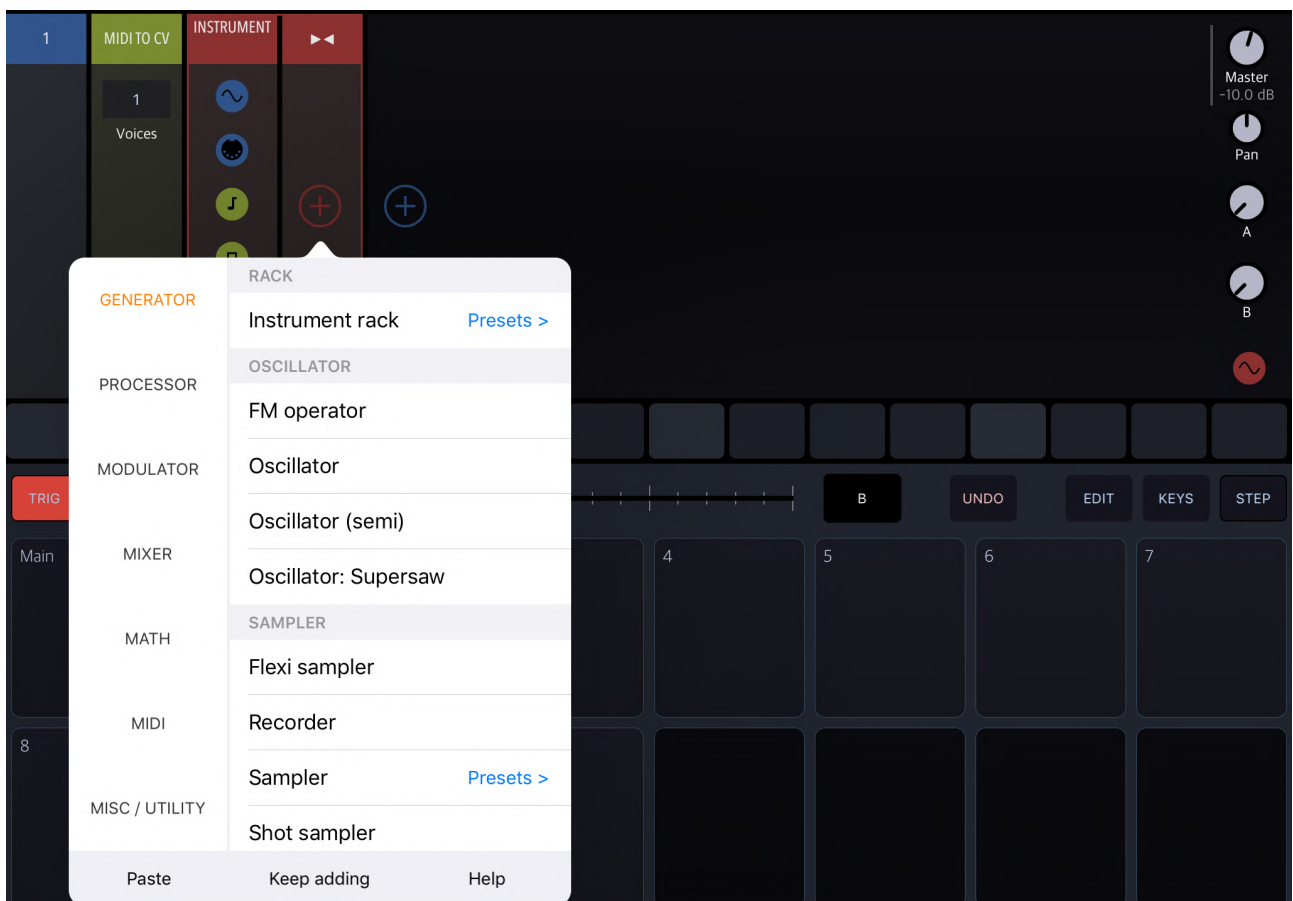 1
MIDI TO CV
INSTRUMENT
1
Voices
Master
-10.0 dB
Pan
A
B
GENERATOR
PROCESSOR
MODULATOR
MIXER
MATH
MIDI
MISC / UTILITY
RACK
Instrument rack Presets >
OSCILLATOR
FM operator
Oscillator
Oscillator (semi)
Oscillator: Supersaw
SAMPLER
Flexi sampler
Recorder
Sampler Presets >
Shot sampler
Paste Keep adding Help
TRIG
B UNDO EDIT KEYS STEP
Main 4 5 6 7
8